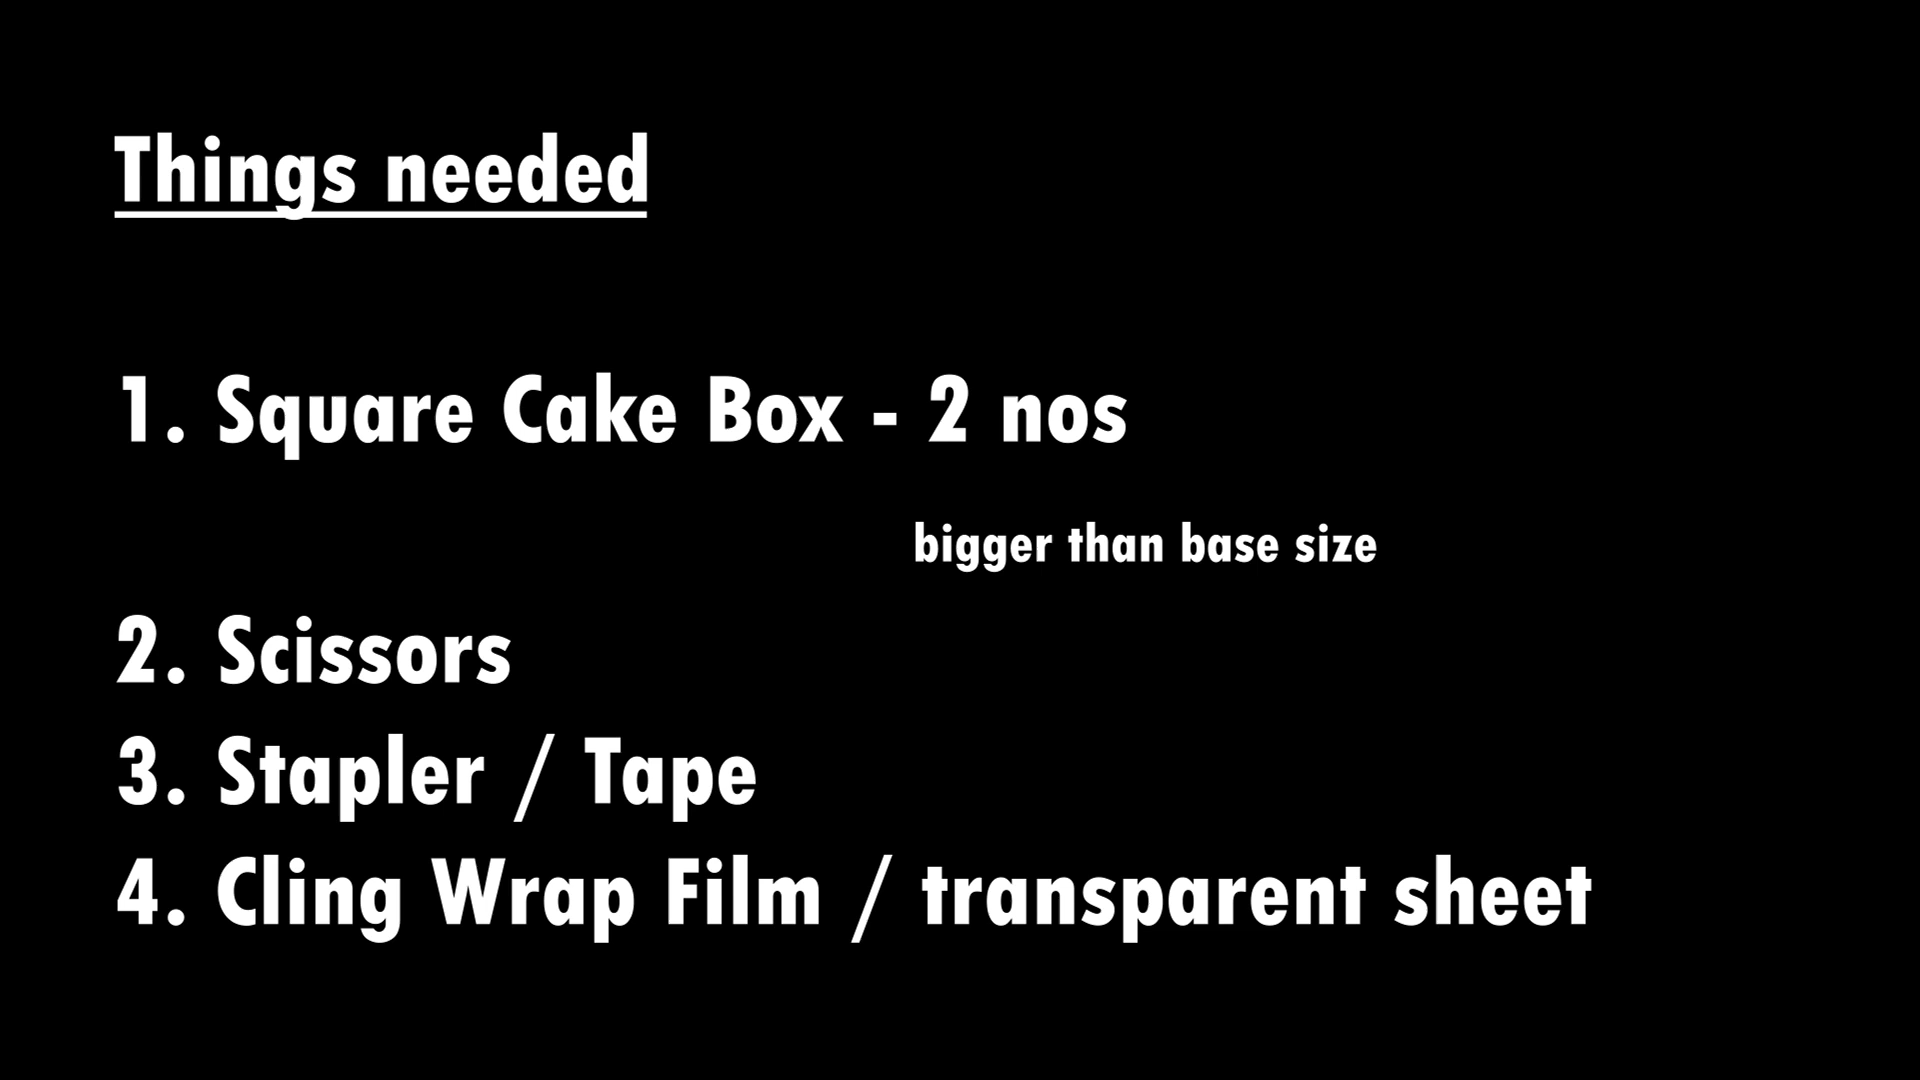 Things needed
1. Square Cake Box - 2 nos
bigger than base size
2. Scissors
3. Stapler / Tape
4. Cling Wrap Film / transparent sheet